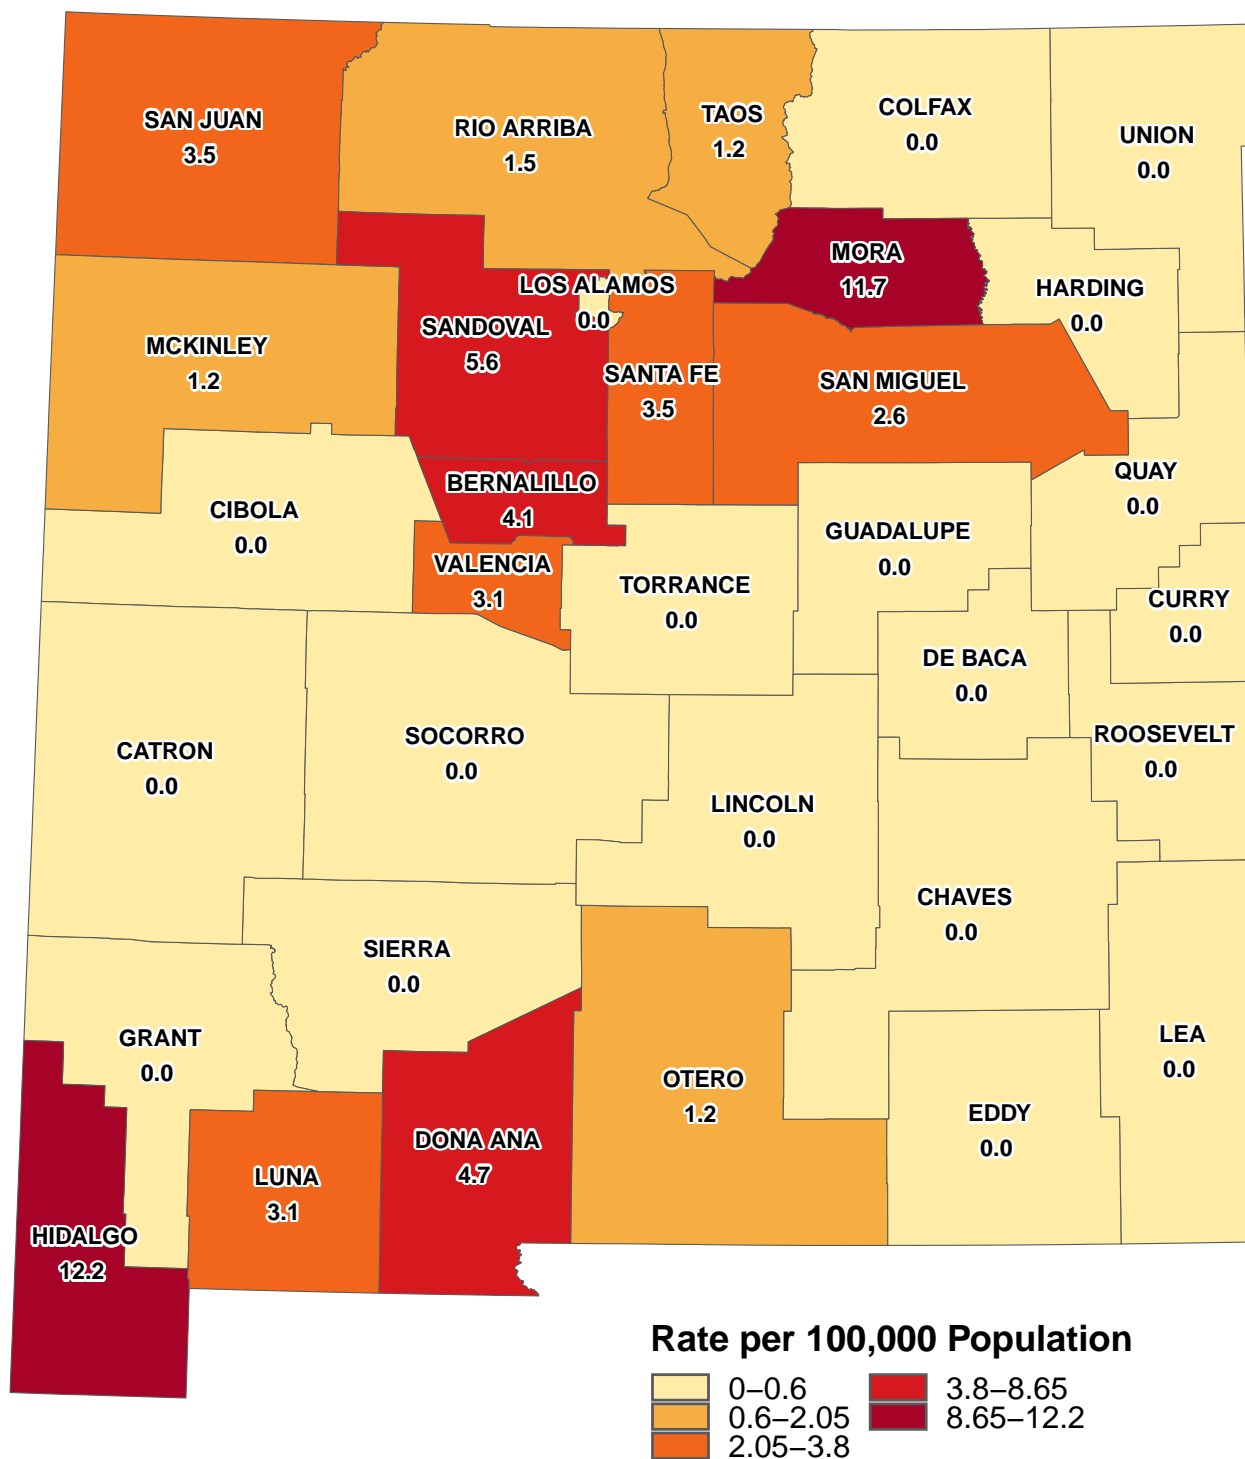 SAN JUAN
3.5
RIO ARRIBA
1.5
TAOS
1.2
COLFAX
0.0
UNION
0.0
MORA
11.7
HARDING
0.0
LOS ALAMOS
0.0
SANDOVAL
5.6
MCKINLEY
1.2
SANTA FE
3.5
SAN MIGUEL
2.6
QUAY
0.0
BERNALILLO
4.1
CIBOLA
0.0
GUADALUPE
0.0
VALENCIA
3.1
TORRANCE
0.0
CURRY
0.0
DE BACA
0.0
ROOSEVELT
0.0
SOCORRO
0.0
CATRON
0.0
LINCOLN
0.0
CHAVES
0.0
SIERRA
0.0
GRANT
0.0
LEA
0.0
OTERO
1.2
EDDY
0.0
DONA ANA
4.7
LUNA
3.1
HIDALGO
12.2
Rate per 100,000 Population
0–0.6
0.6–2.05
2.05–3.8
3.8–8.65
8.65–12.2